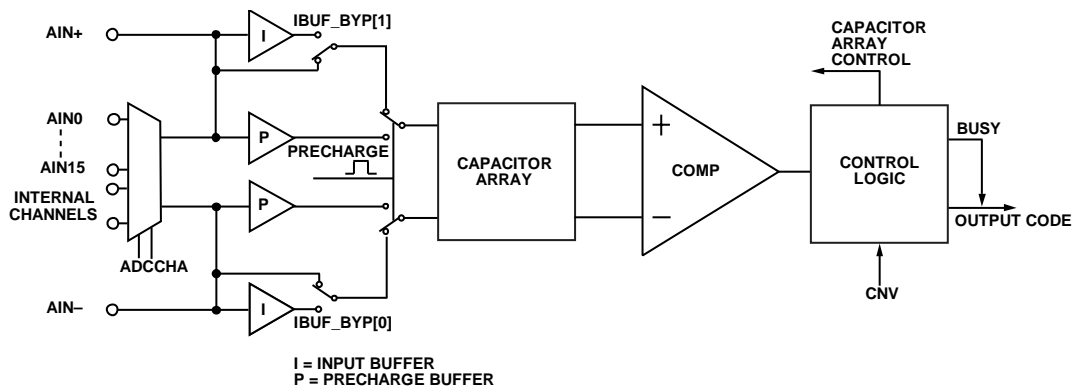 AIN+
IBUF_BYP[1]
I
CAPACITOR
ARRAY
CONTROL
AIN0
AIN15
INTERNAL
CHANNELS
P
PRECHARGE
P
CAPACITOR
ARRAY
+
COMP
–
CONTROL
LOGIC
BUSY
OUTPUT CODE
ADCCHA
CNV
AIN–
I
IBUF_BYP[0]
I = INPUT BUFFER
P = PRECHARGE BUFFER